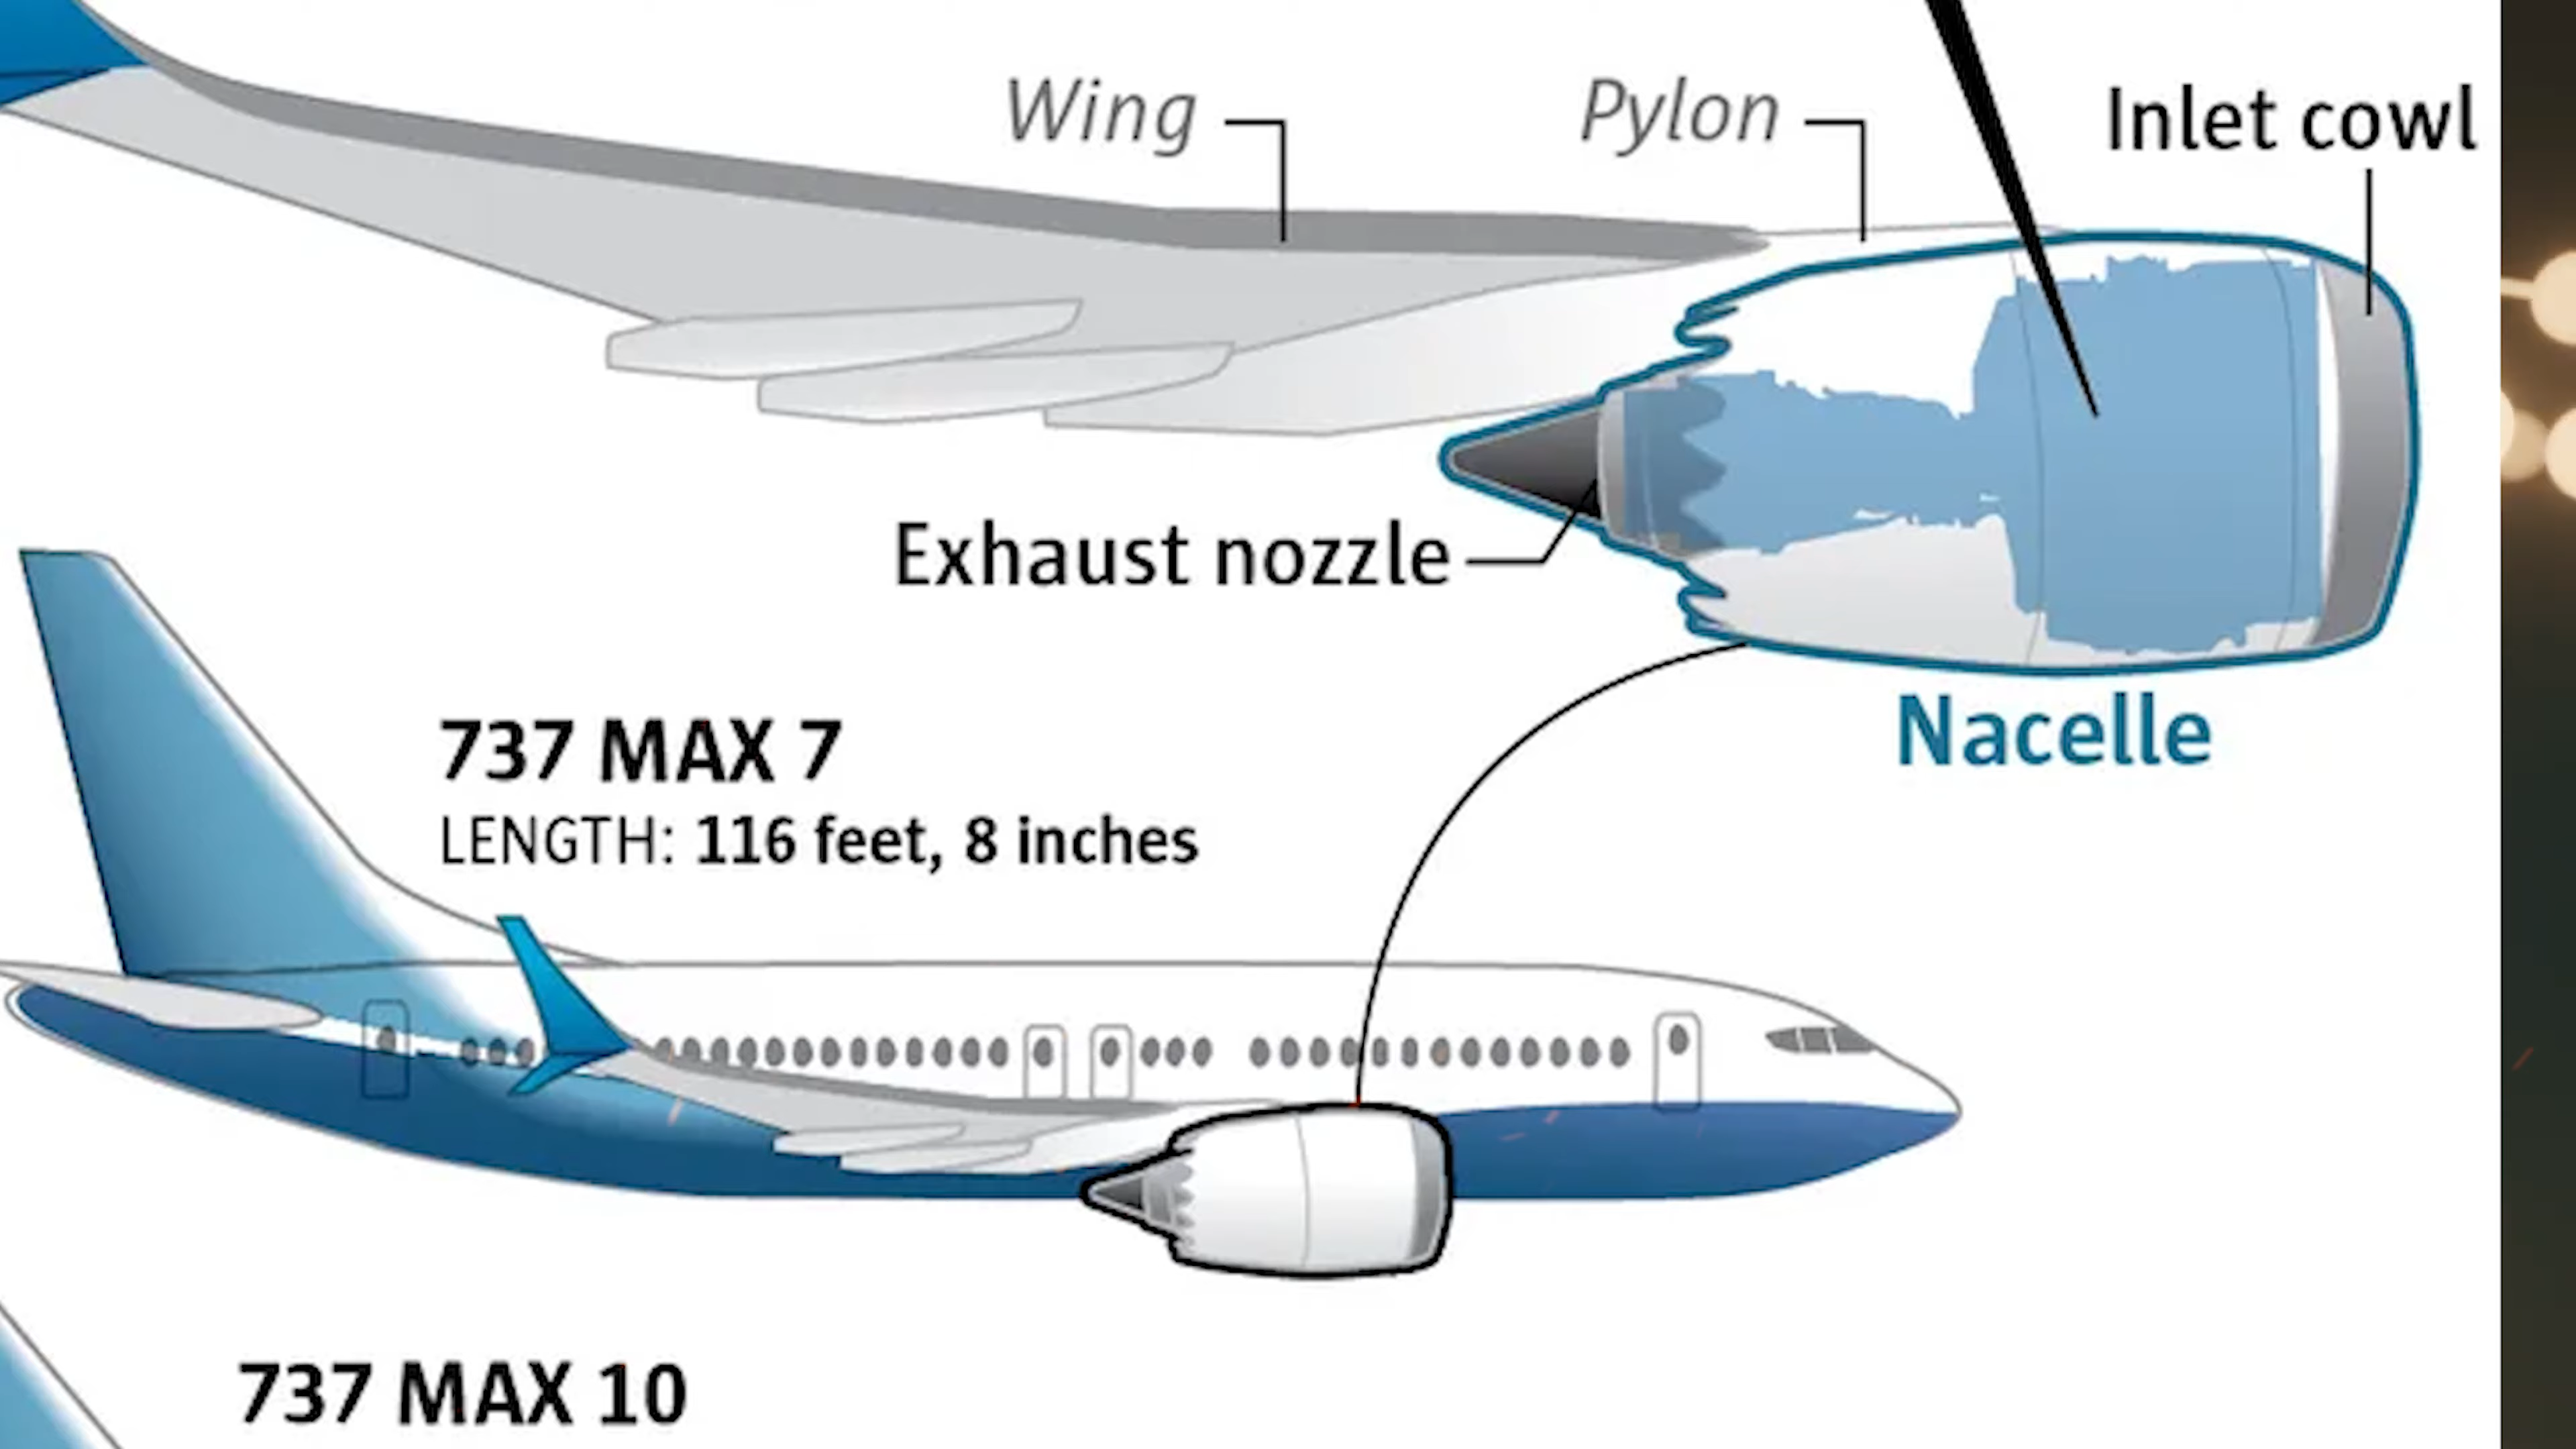 Wing
Pylon
Inlet cowl
Exhaust nozzle
Nacelle
737 MAX 7
LENGTH: 116 feet, 8 inches
737 MAX 10